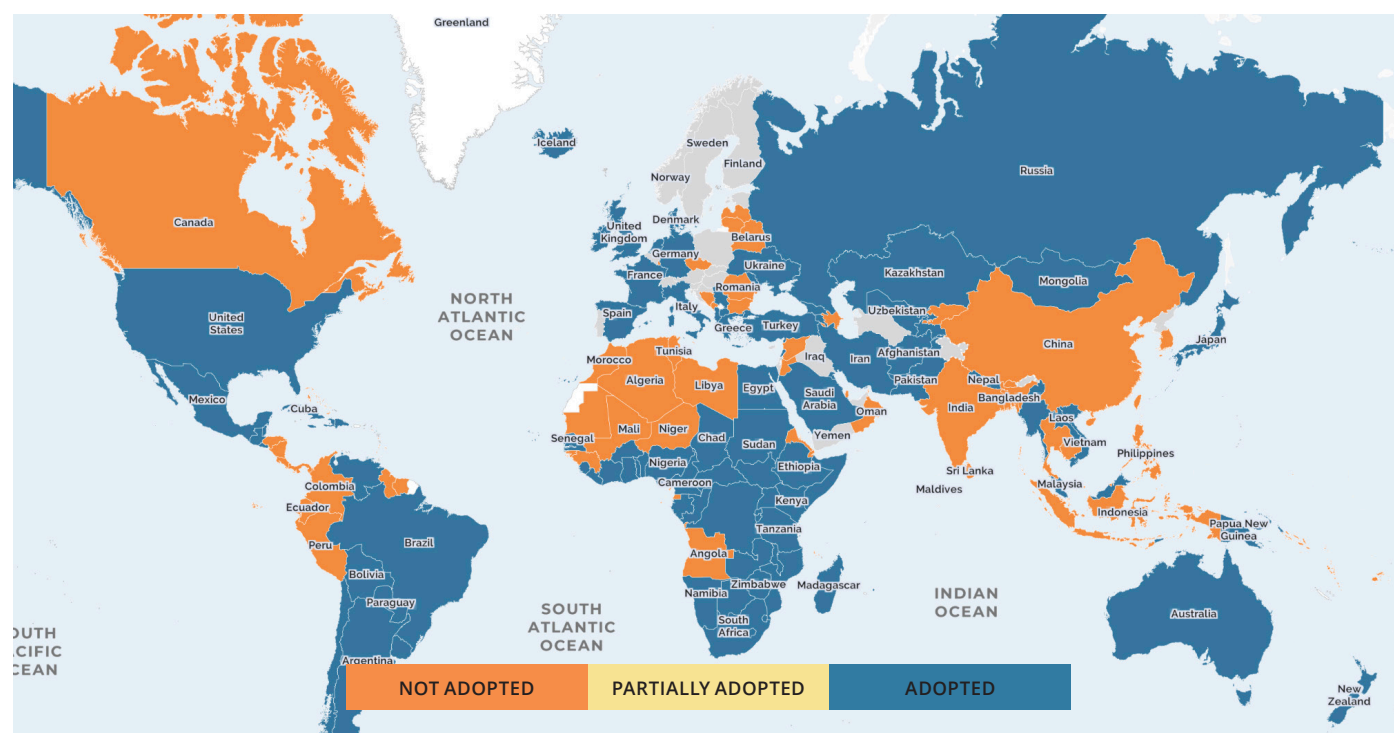 Greenland
Iceland
Sweden
Finland
Norway
Russia
Canada
Denmark
United
Kingdom
Belarus
Germany
Ukraine
France
Kazakhstan
Mongolia
Romania
NORTH
ATLANTIC
OCEAN
Italy
Spain
Uzbekistan
United
States
Greece
Turkey
Japan
China
Tunisia
Morocco
Iraq
Iran
Afghanistan
Algeria
Libya
Egypt
Pakistan
Nepal
Mexico
Saudi
Arabia
Bangladesh
Cuba
Oman
India
Laos
Mali
Niger
Chad
Senegal
Sudan
Yemen
Vietnam
Philippines
Nigeria
Ethiopia
Sri Lanka
Cameroon
Malaysia
Colombia
Maldives
Kenya
Ecuador
Indonesia
Papua New
Guinea
Tanzania
Peru
Brazil
Angola
Bolivia
Zimbabwe
Madagascar
Namibia
INDIAN
OCEAN
Paraguay
SOUTH
ATLANTIC
OCEAN
Australia
South
Africa
OUTH
CIFIC
CEAN
Argentina
New
Zealand
NOT ADOPTED
PARTIALLY ADOPTED
ADOPTED